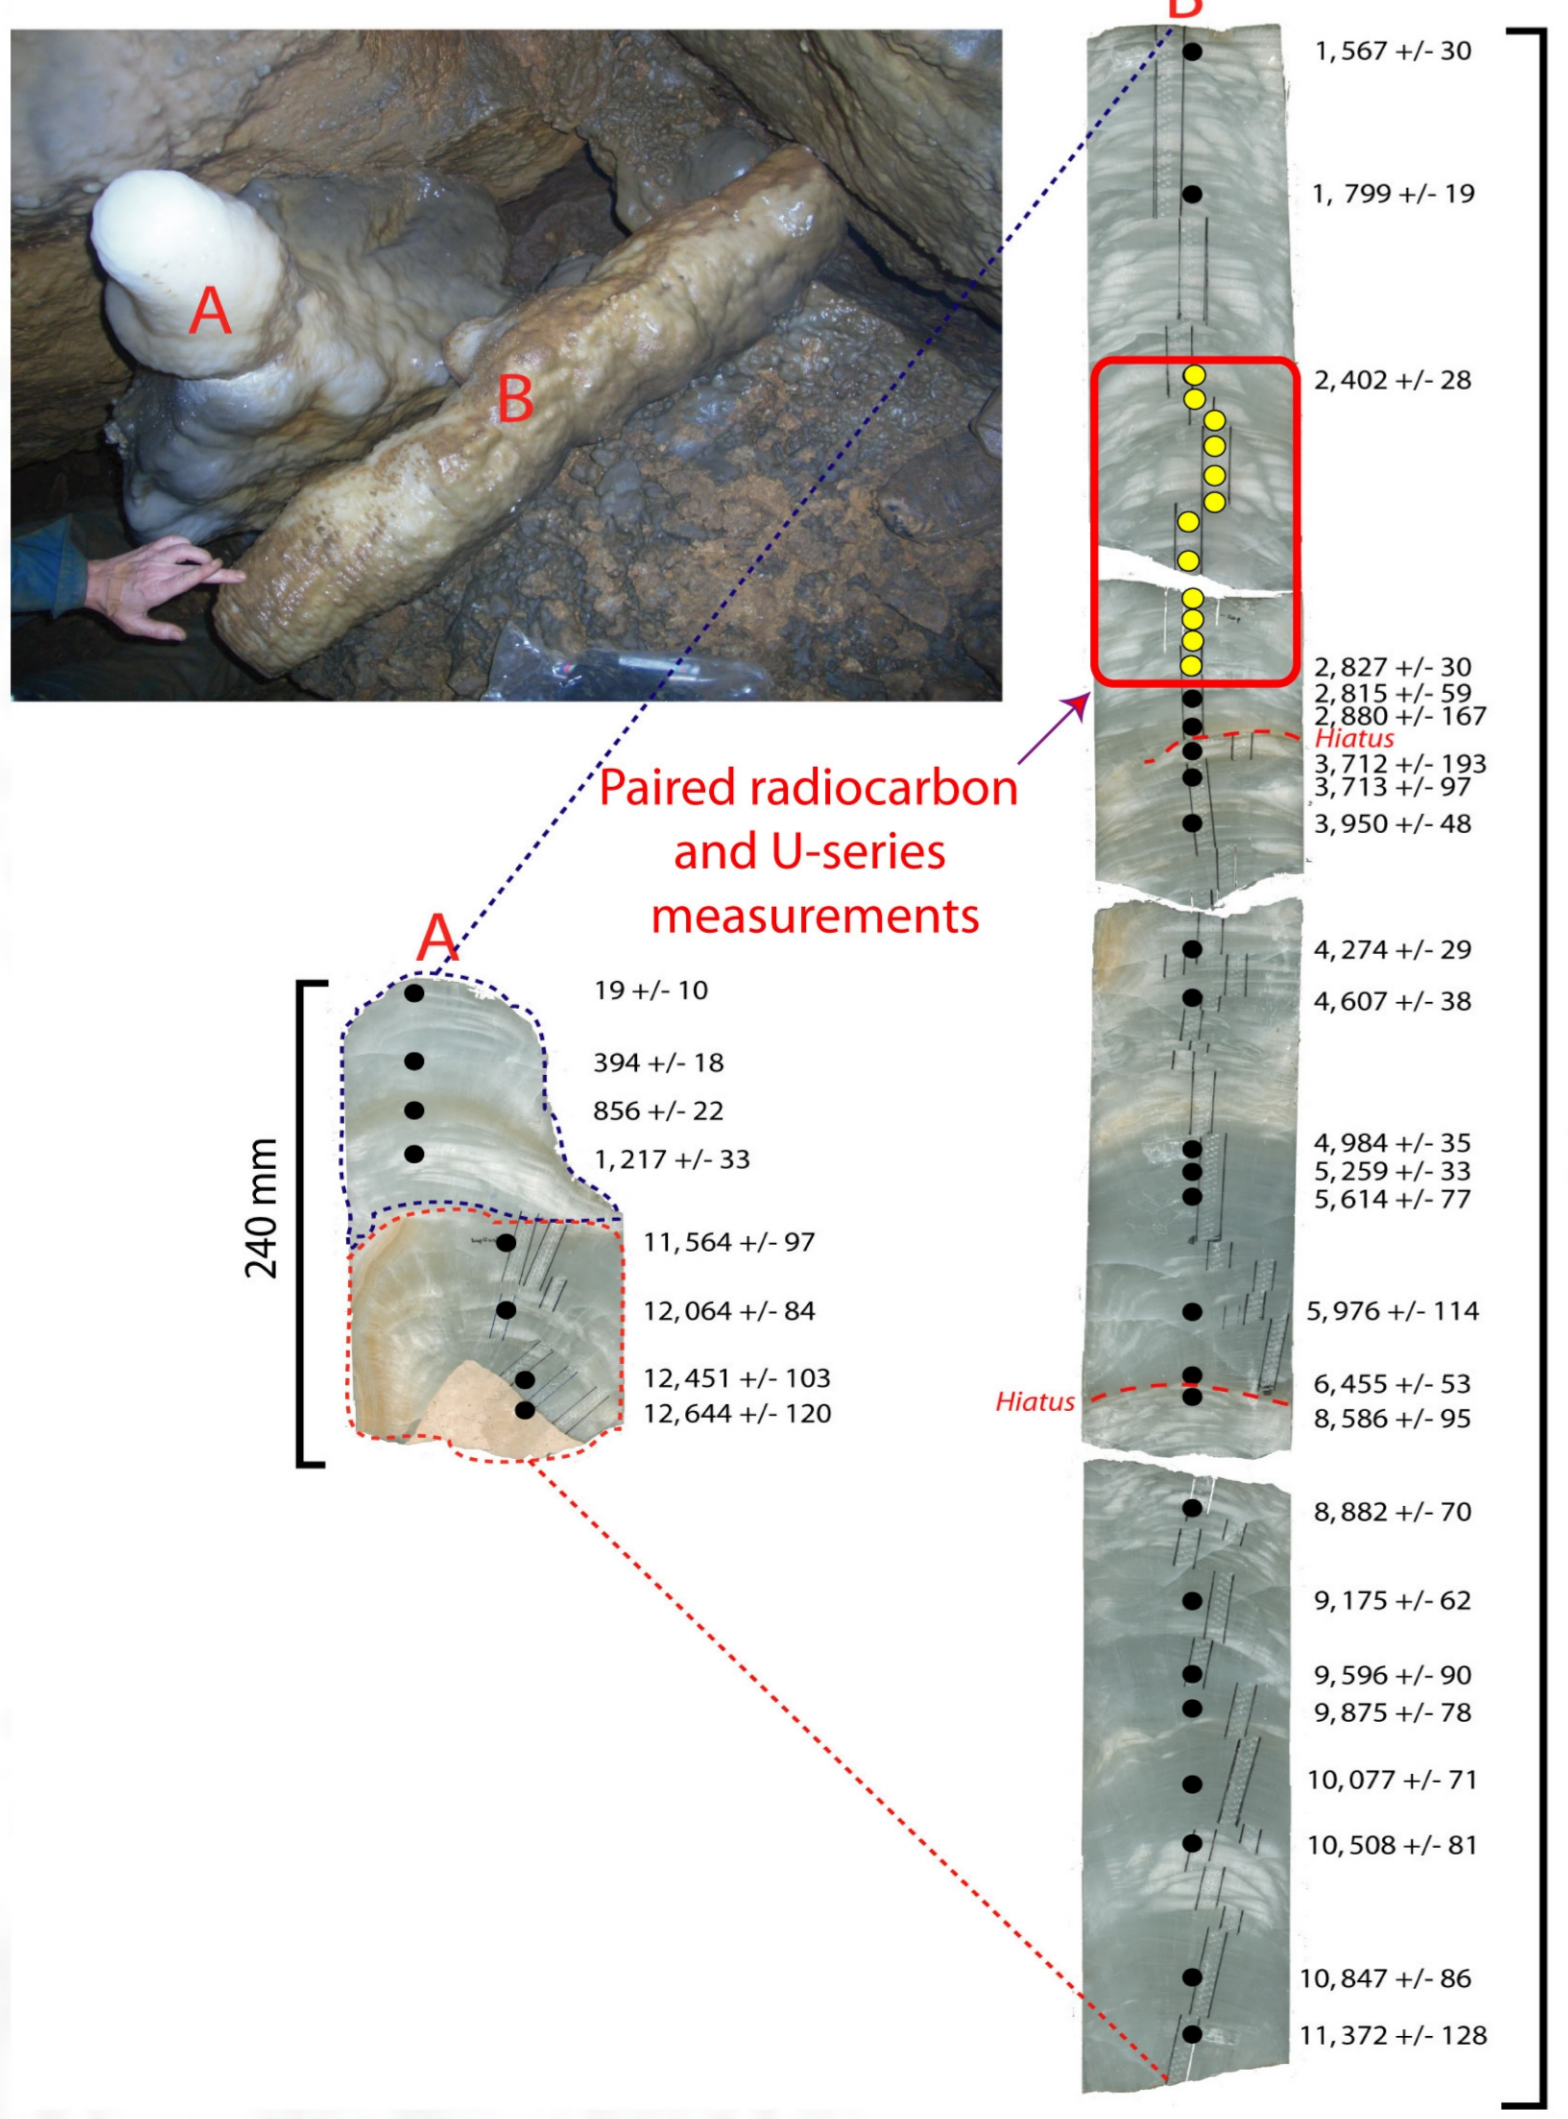 B
1,567 +/- 30
1, 799 +/- 19
A
B
2,402 +/- 28
2,827 +/- 30
2,815 +/- 59
2,880 +/- 167
Hiatus
3,712 +/- 193
3,713 +/- 97
3,950 +/- 48
Paired radiocarbon
and U-series
measurements
4,274 +/- 29
4,607 +/- 38
4,984 +/- 35
5,259 +/- 33
5,614 +/- 77
5,976 +/- 114
6,455 +/- 53
Hiatus
8,586 +/- 95
8,882 +/- 70
9,175 +/- 62
9,596 +/- 90
9,875 +/- 78
10,077 +/- 71
10,508 +/- 81
10,847 +/- 86
11,372 +/- 128
A
240 mm
19 +/- 10
394 +/- 18
856 +/- 22
1,217 +/- 33
11,564 +/- 97
12,064 +/- 84
12,451 +/- 103
12,644 +/- 120